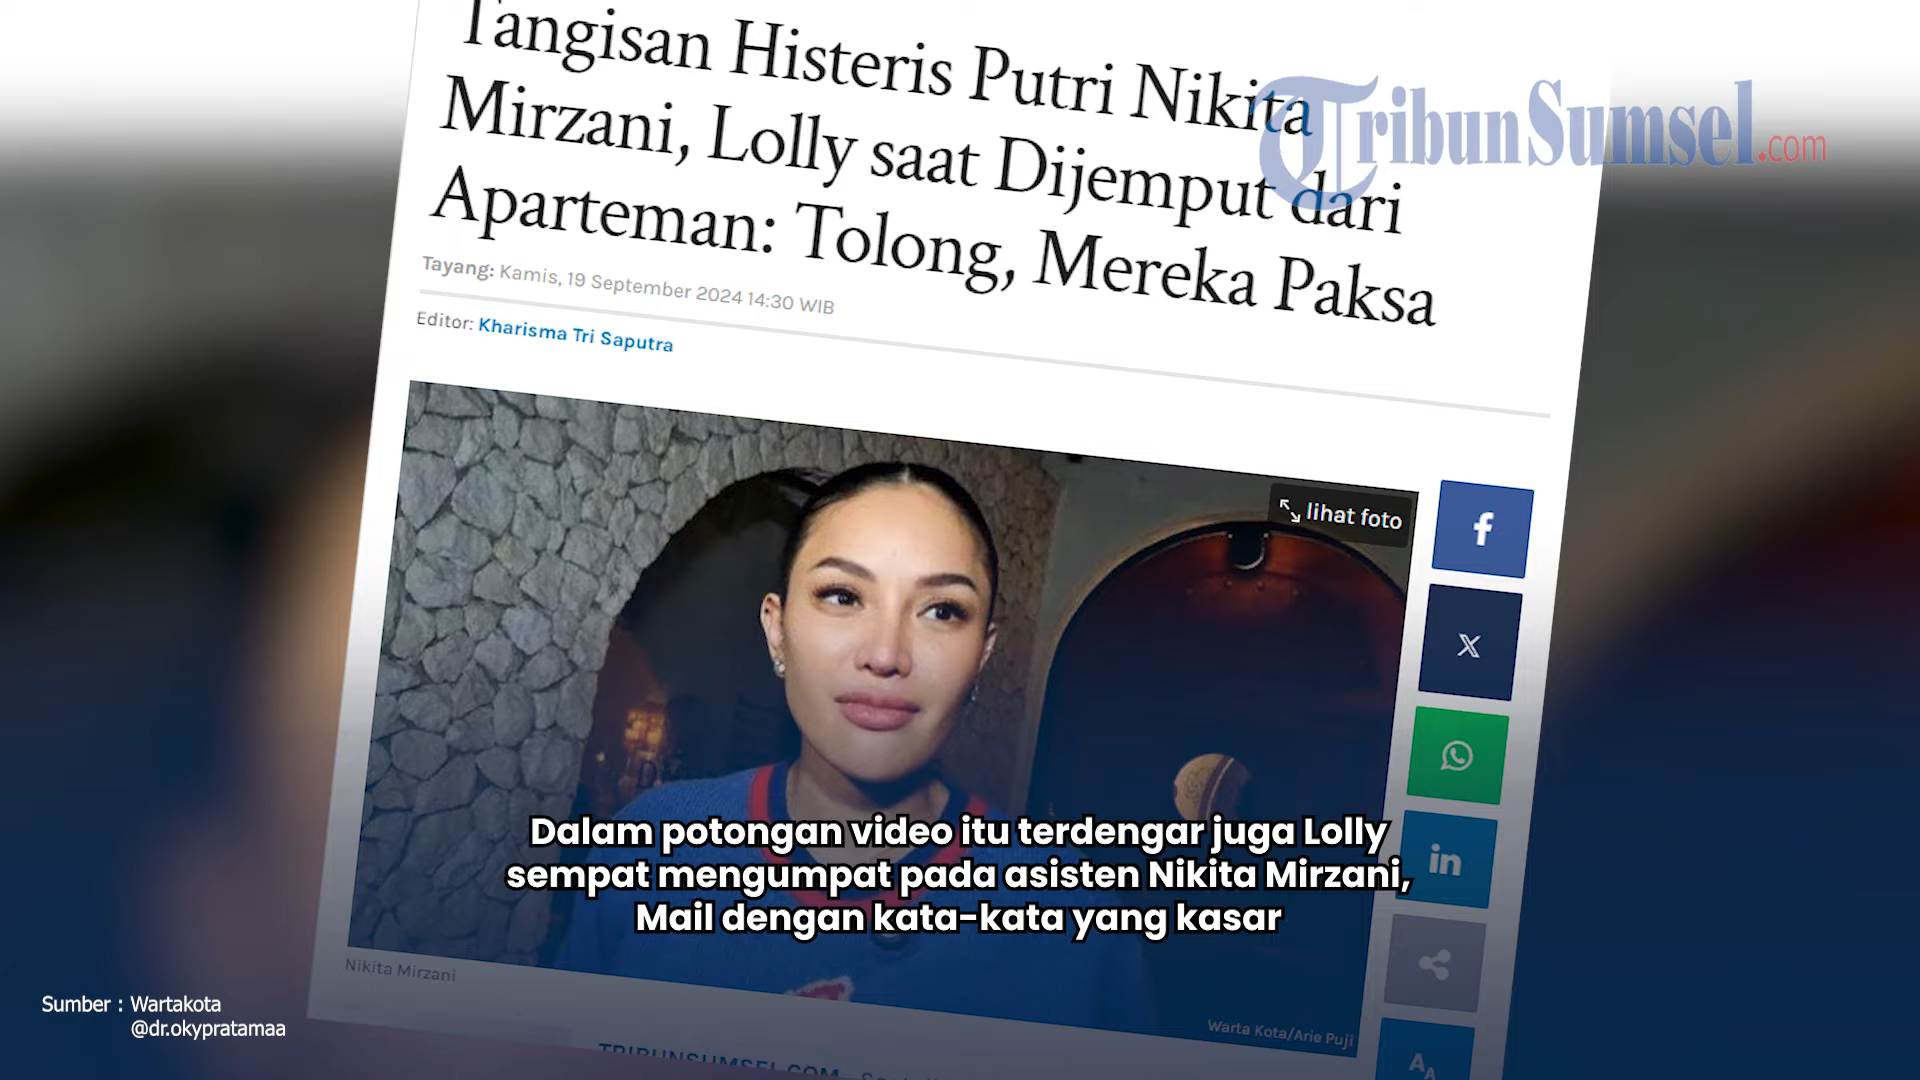 Tangisan Histeris Putri Nikita
Mirzani, Lolly saat Dijemput dari
Aparteman: Tolong, Mereka Paksa
TribunSumsel.com
Tayang: Kamis, 19 September 2024 14:30 WIB
Editor: Kharisma Tri Saputra
lihat foto
Dalam potongan video itu terdengar juga Lolly
sempat mengumpat pada asisten Nikita Mirzani,
Mail dengan kata-kata yang kasar
Nikita Mirzani
Warta Kota/Arie Puji
Sumber : Wartakota
@dr.okypratamaa
TRIBUNSUMSEL.COM